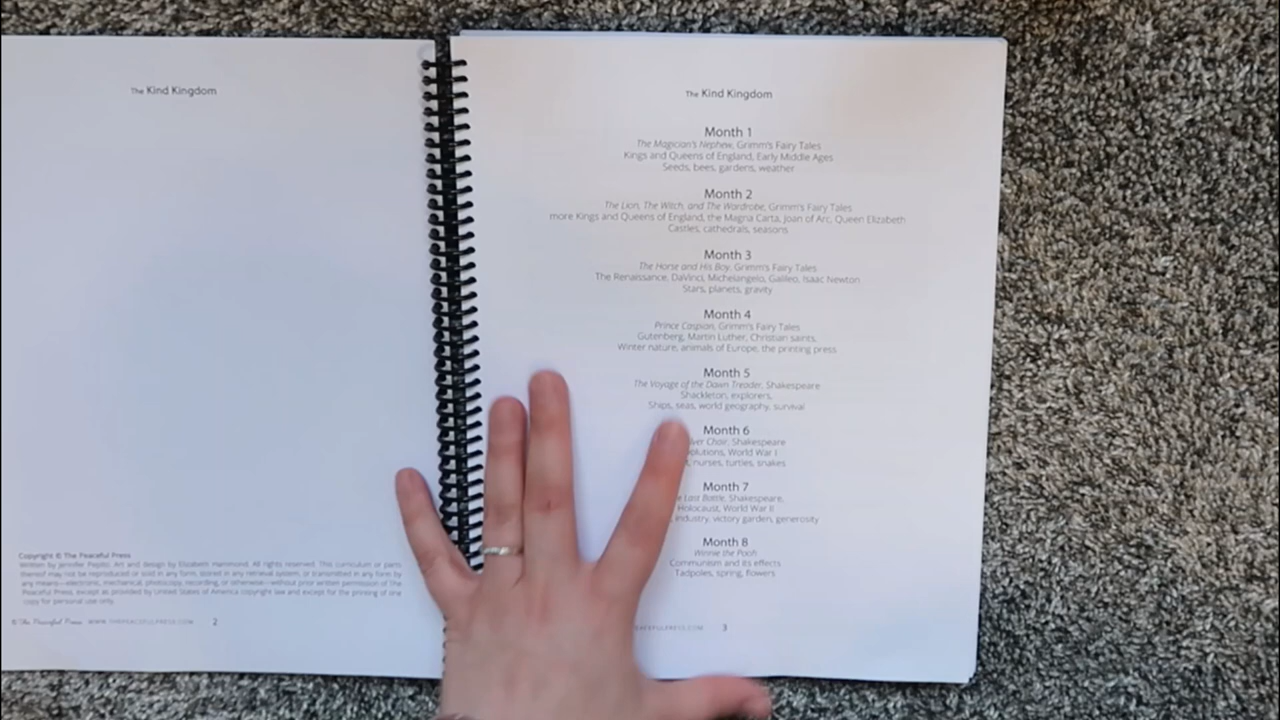 The Kind Kingdom
Copyright © The Peaceful Press
Written by Jennifer Pepito. Art and design by Elizabeth Hammond. All rights reserved. This curriculum or parts
thereof may not be reproduced or sold in any form, stored in any retrieval system, or transmitted in any form by
any means—electronic, mechanical, photocopy, recording, or otherwise—without prior written permission of The
Peaceful Press, except as provided by United States of America copyright law and except for the printing of one
copy for personal use only.
© The Peaceful Press WWW.THEPEACEFULPRESS.COM 2
The Kind Kingdom
Month 1
The Magician's Nephew, Grimm's Fairy Tales
Kings and Queens of England, Early Middle Ages
Seeds, bees, gardens, weather
Month 2
The Lion, The Witch, and The Wardrobe, Grimm's Fairy Tales
more Kings and Queens of England, the Magna Carta, Joan of Arc, Queen Elizabeth
Castles, cathedrals, seasons
Month 3
The Horse and His Boy, Grimm's Fairy Tales
The Renaissance, DaVinci, Michelangelo, Galileo, Isaac Newton
Stars, planets, gravity
Month 4
Prince Caspian, Grimm's Fairy Tales
Gutenberg, Martin Luther, Christian saints,
Winter nature, animals of Europe, the printing press
Month 5
The Voyage of the Dawn Treader, Shakespeare
Shackleton, explorers,
Ships, seas, world geography, survival
Month 6
Chair, Shakespeare
World War I
nurses, turtles, snakes
Month 7
Last Battle, Shakespeare,
Holocaust, World War II
industry, victory garden, generosity
Month 8
Winnie the Pooh
Communism and its effects
Tadpoles, spring, flowers
3